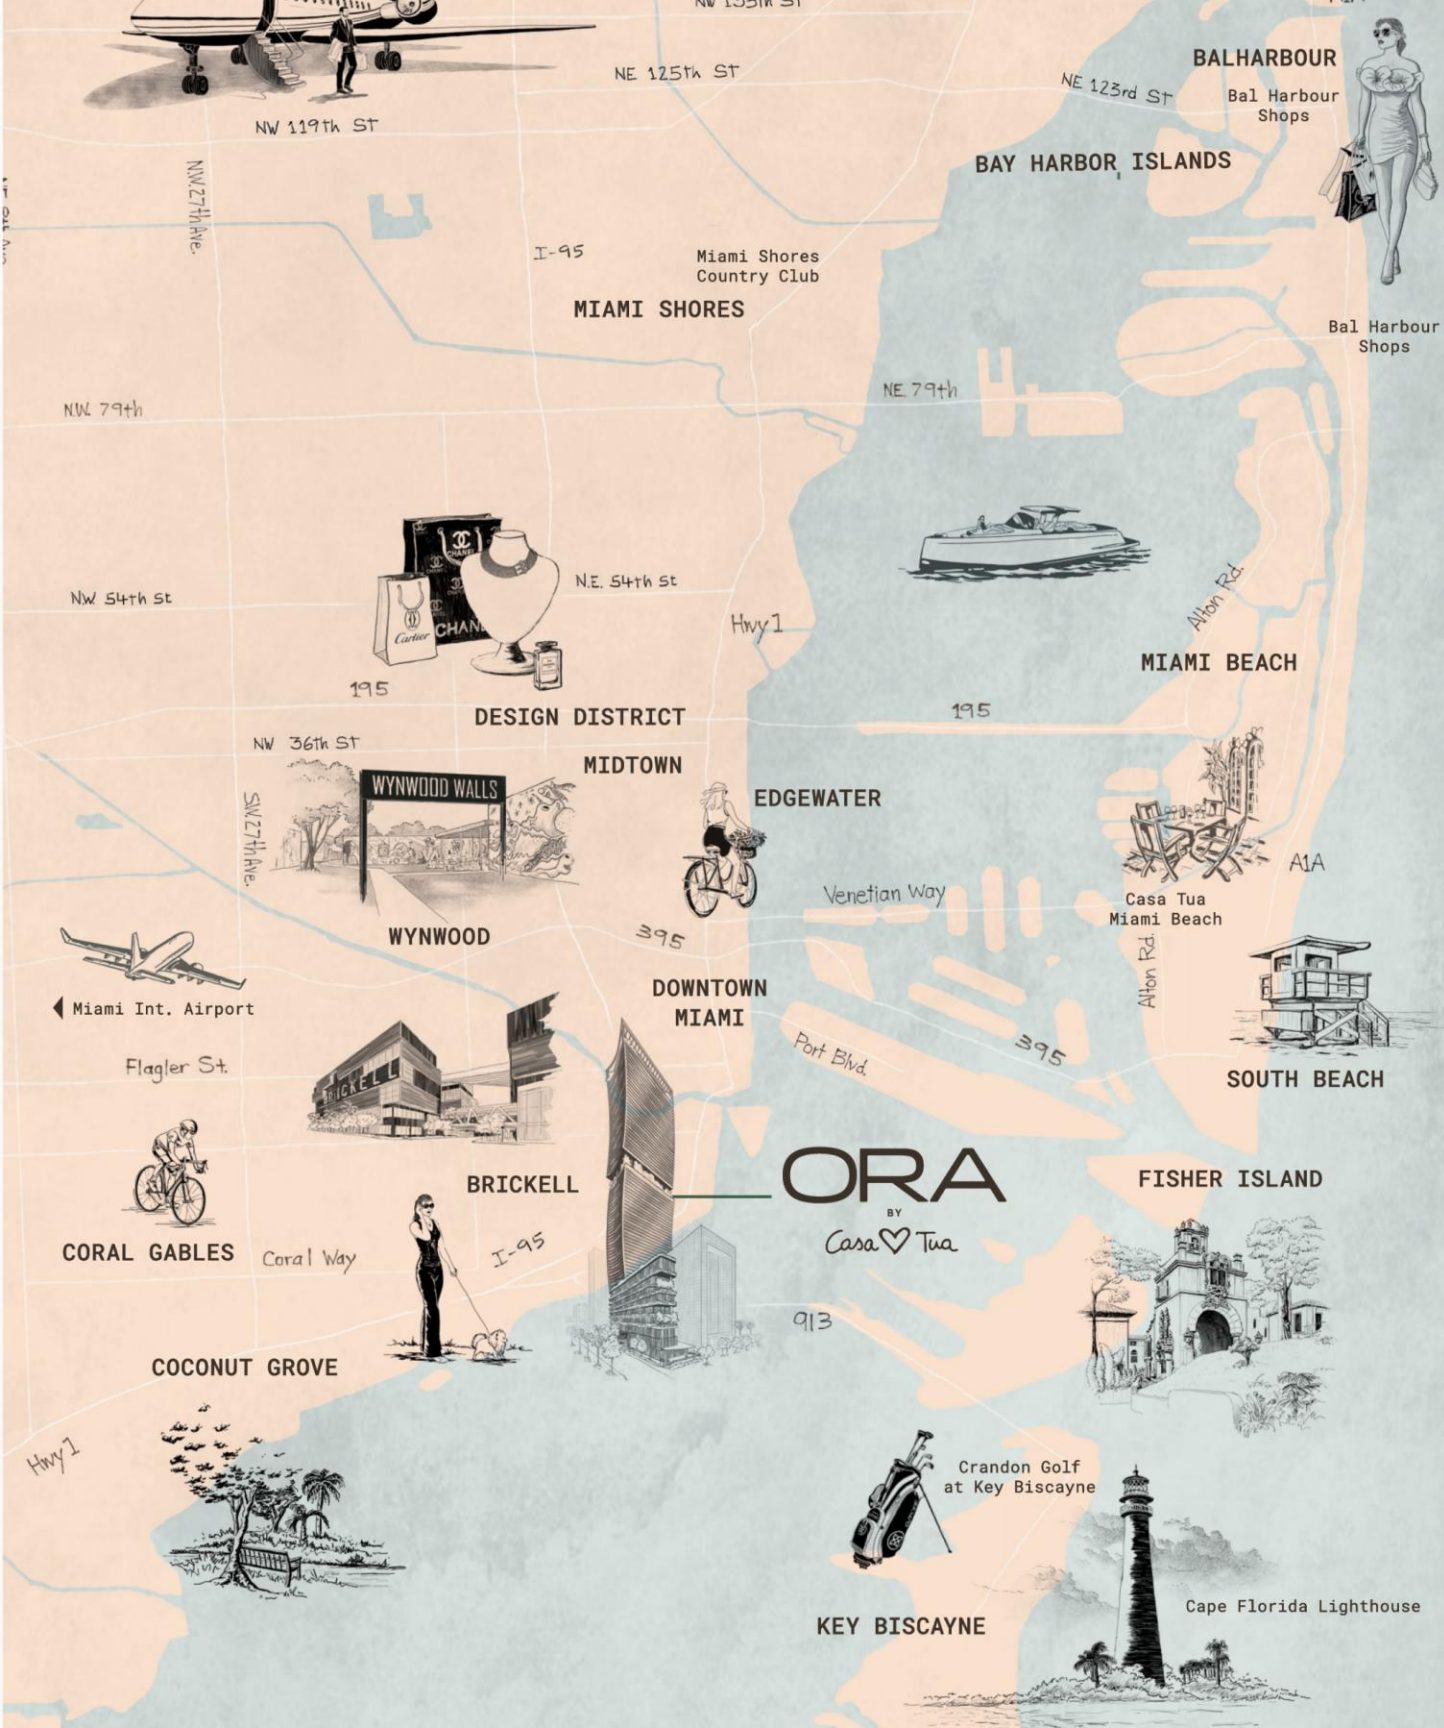 NE 125th ST
BALHARBOUR
NE 123rd ST
Bal Harbour
Shops
NW 119th ST
BAY HARBOR ISLANDS
N.W.27th Ave.
I-95
Miami Shores
Country Club
MIAMI SHORES
Bal Harbour
Shops
NE 79th
N.W. 79th
CHANEL
CHANEL
Cartier
N.E. 54th St
NW 54th St
Hwy 1
Alton Rd.
MIAMI BEACH
195
DESIGN DISTRICT
195
NW 36th ST
MIDTOWN
WYNWOOD WALLS
EDGEWATER
S.W.27th Ave.
A1A
Venetian Way
Casa Tua
Miami Beach
WYNWOOD
395
Alton Rd.
DOWNTOWN
MIAMI
Miami Int. Airport
Port Blvd.
395
Flagler St.
SOUTH BEACH
BRICKELL
BRICKELL
ORA
BY
Casa Tua
FISHER ISLAND
CORAL GABLES
Coral Way
I-95
913
COCONUT GROVE
Hwy 1
Crandon Golf
at Key Biscayne
Cape Florida Lighthouse
KEY BISCAYNE